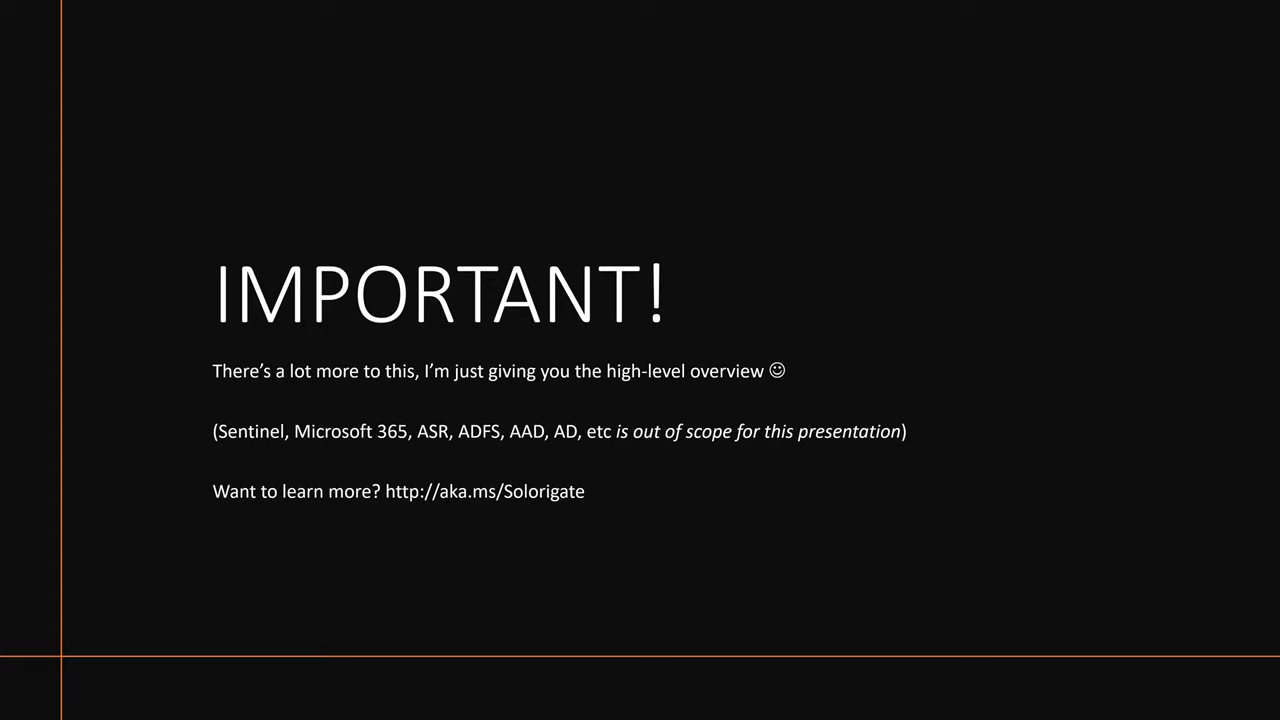 IMPORTANT!
There’s a lot more to this, I’m just giving you the high-level overview ☺
(Sentinel, Microsoft 365, ASR, ADFS, AAD, AD, etc is out of scope for this presentation)
Want to learn more? http://aka.ms/Solorigate